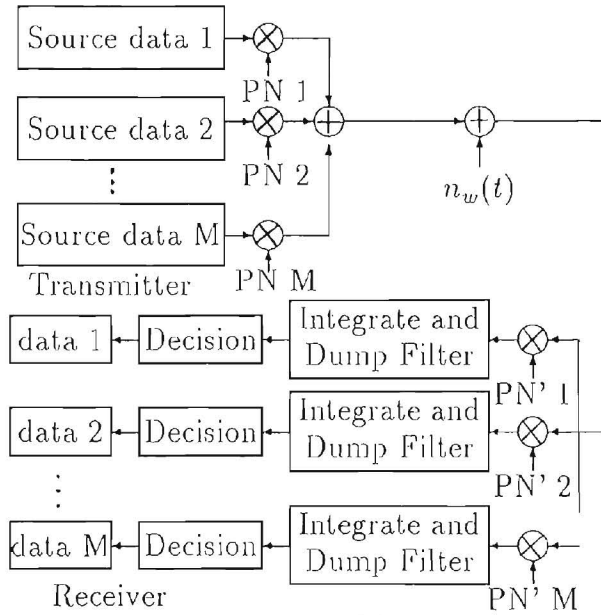 Source data 1
PN 1
Source data 2
PN 2
n_w(t)
Source data M
PN M
Transmitter
data 1
Decision
Integrate and
Dump Filter
PN' 1
data 2
Decision
Integrate and
Dump Filter
PN' 2
data M
Decision
Integrate and
Dump Filter
PN' M
Receiver